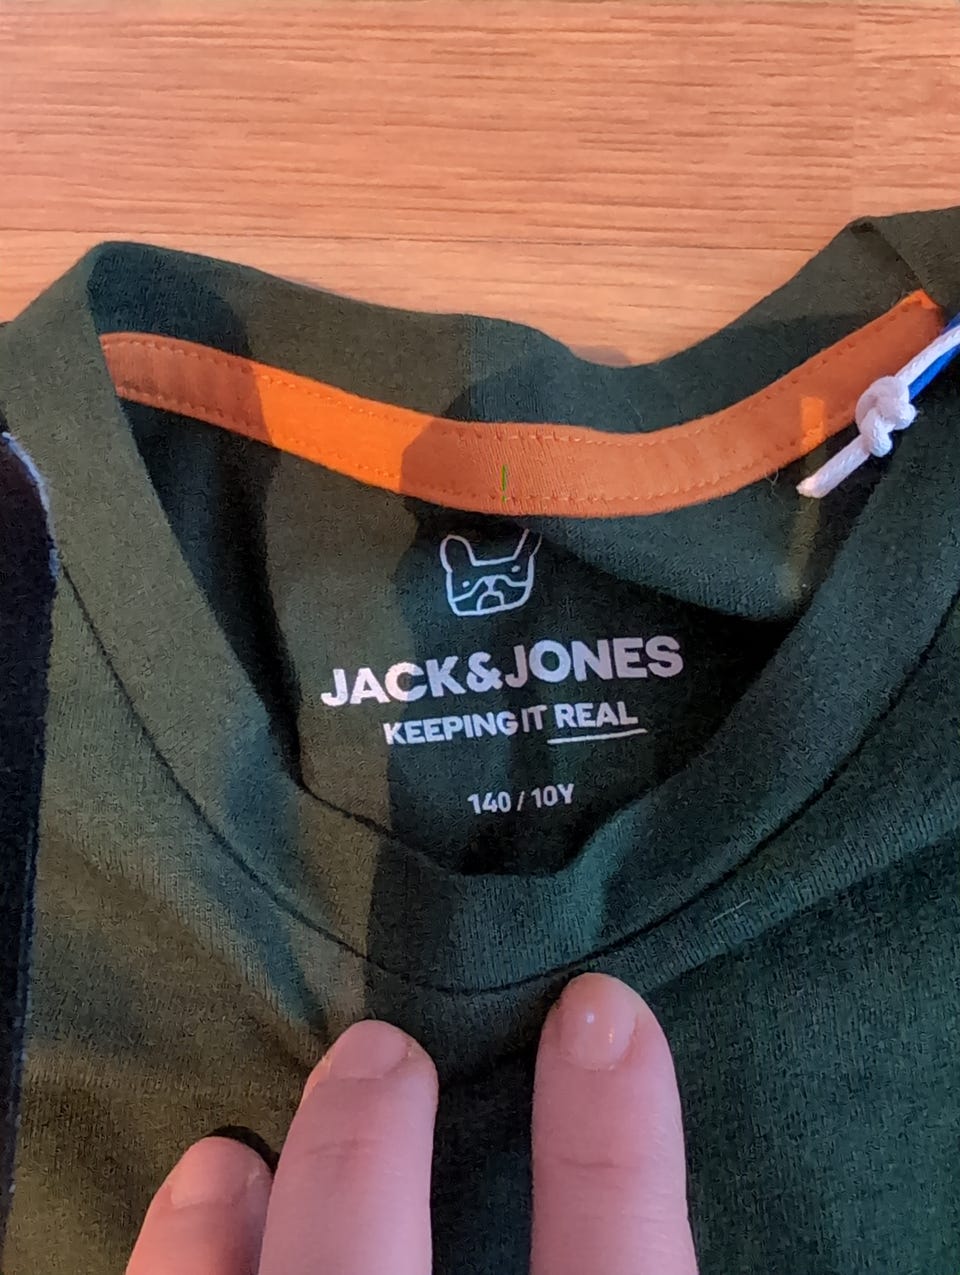 JACK&JONES
KEEPING IT REAL
140 / 10Y